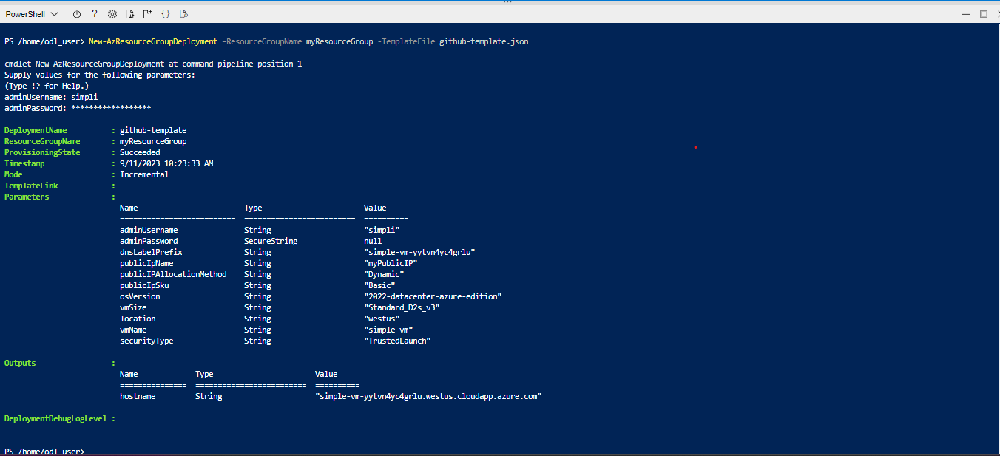 PowerShell
PS /home/odl_user> New-AzResourceGroupDeployment -ResourceGroupName myResourceGroup -TemplateFile github-template.json
cmdlet New-AzResourceGroupDeployment at command pipeline position 1
Supply values for the following parameters:
(Type !? for Help.)
adminUsername: simpli
adminPassword: ******************
DeploymentName : github-template
ResourceGroupName : myResourceGroup
ProvisioningState : Succeeded
Timestamp : 9/11/2023 10:23:33 AM
Mode : Incremental
TemplateLink :
Parameters :
Name Type Value
========================== ========================= ==========
adminUsername String "simpli"
adminPassword SecureString null
dnsLabelPrefix String "simple-vm-yytvn4yc4grlu"
publicIpName String "myPublicIP"
publicIPAllocationMethod String "Dynamic"
publicIpSku String "Basic"
osVersion String "2022-datacenter-azure-edition"
vmSize String "Standard_D2s_v3"
location String "westus"
vmName String "simple-vm"
securityType String "TrustedLaunch"
Outputs :
Name Type Value
=============== ========================= ==========
hostname String "simple-vm-yytvn4yc4grlu.westus.cloudapp.azure.com"
DeploymentDebugLogLevel :
PS /home/odl_user>